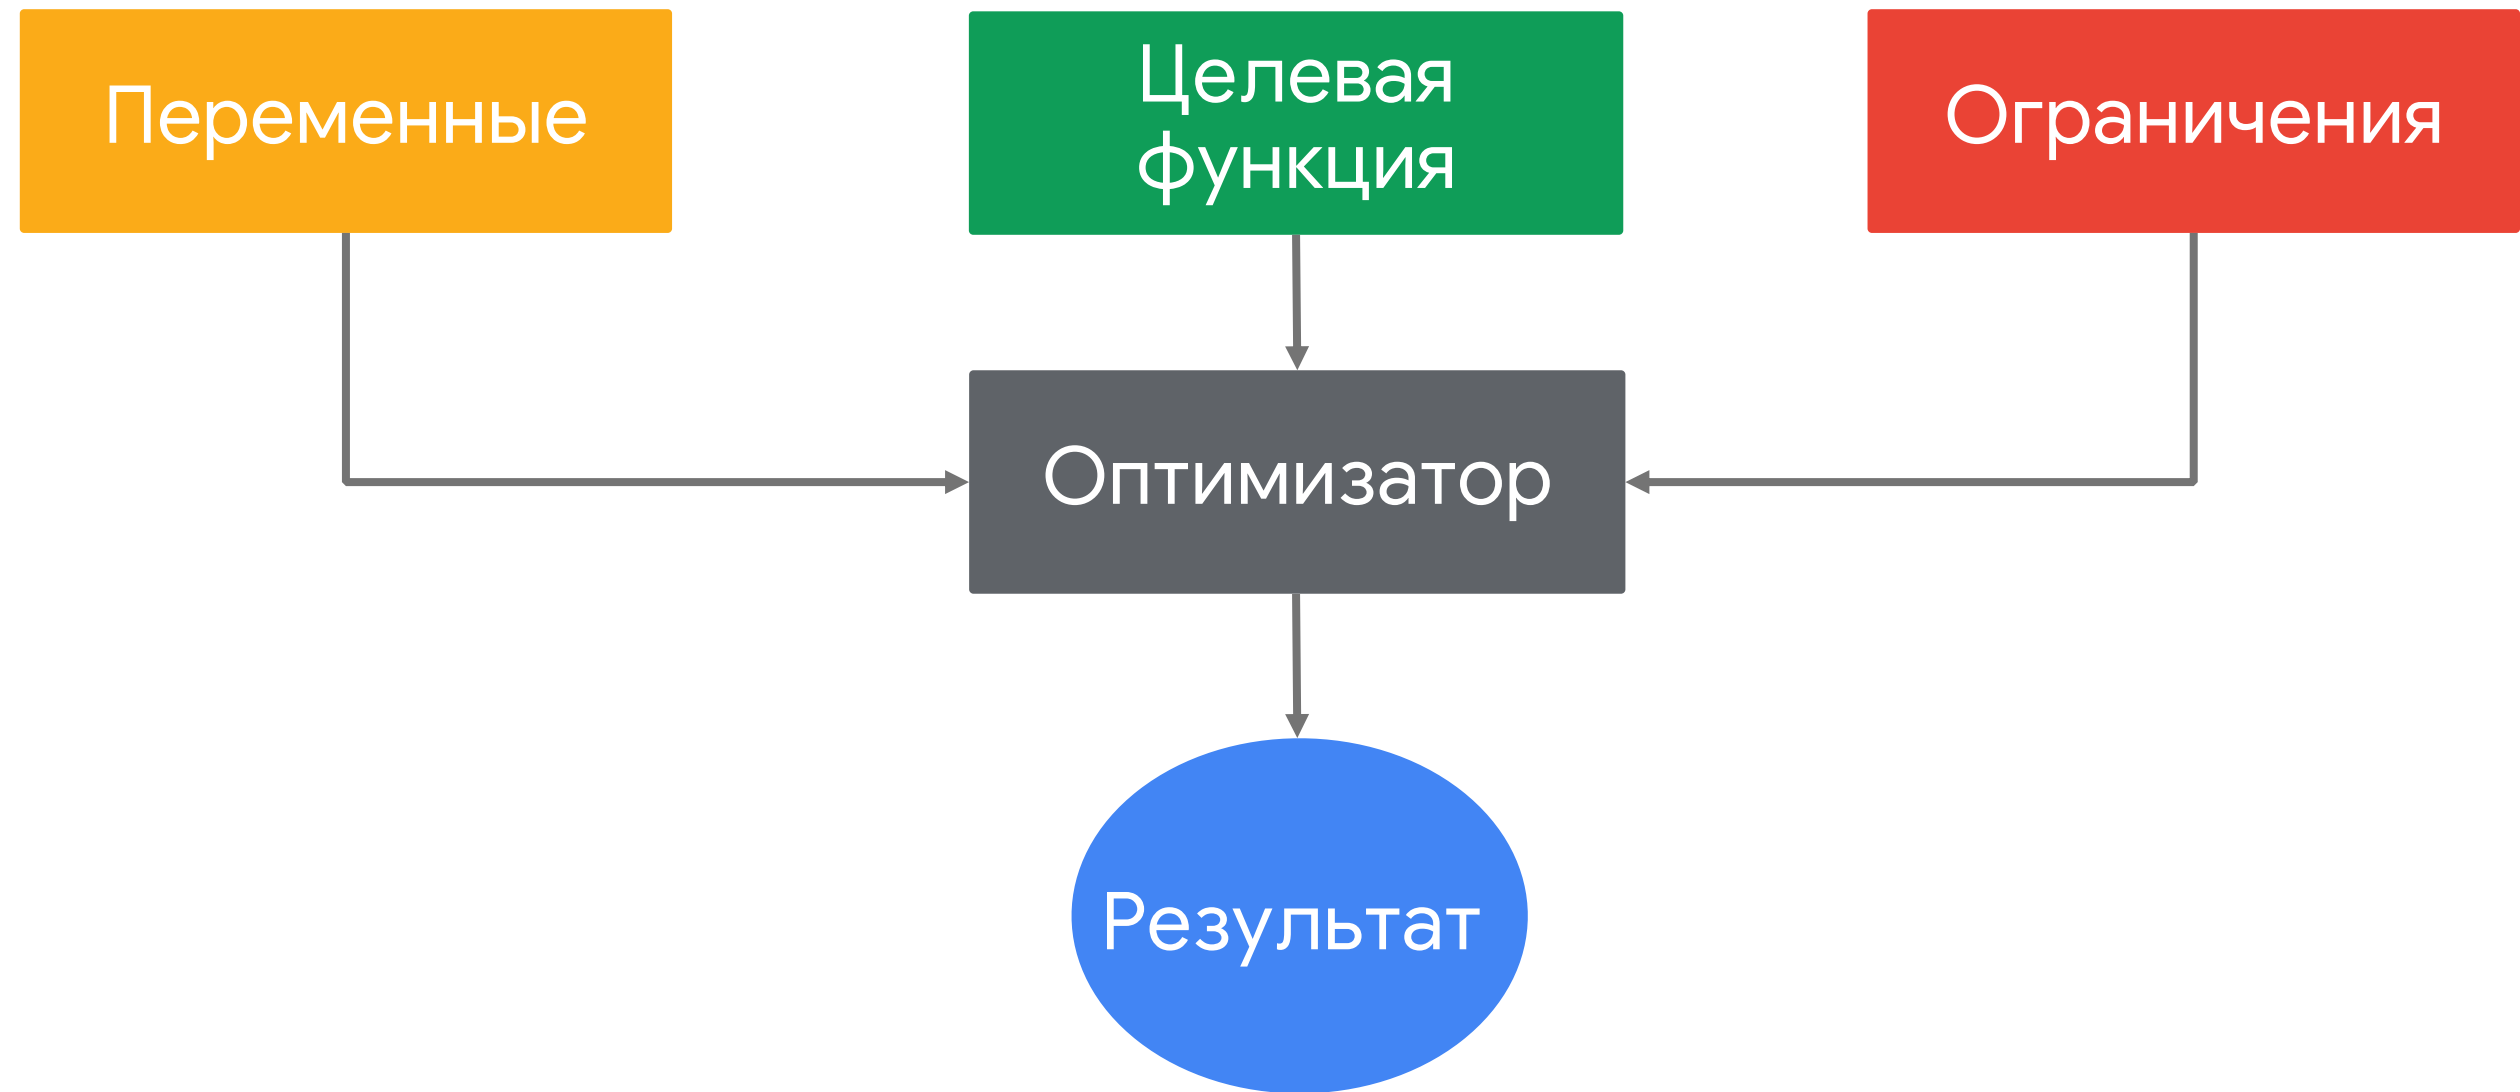 Переменные
Целевая
функция
Ограничения
Оптимизатор
Результат